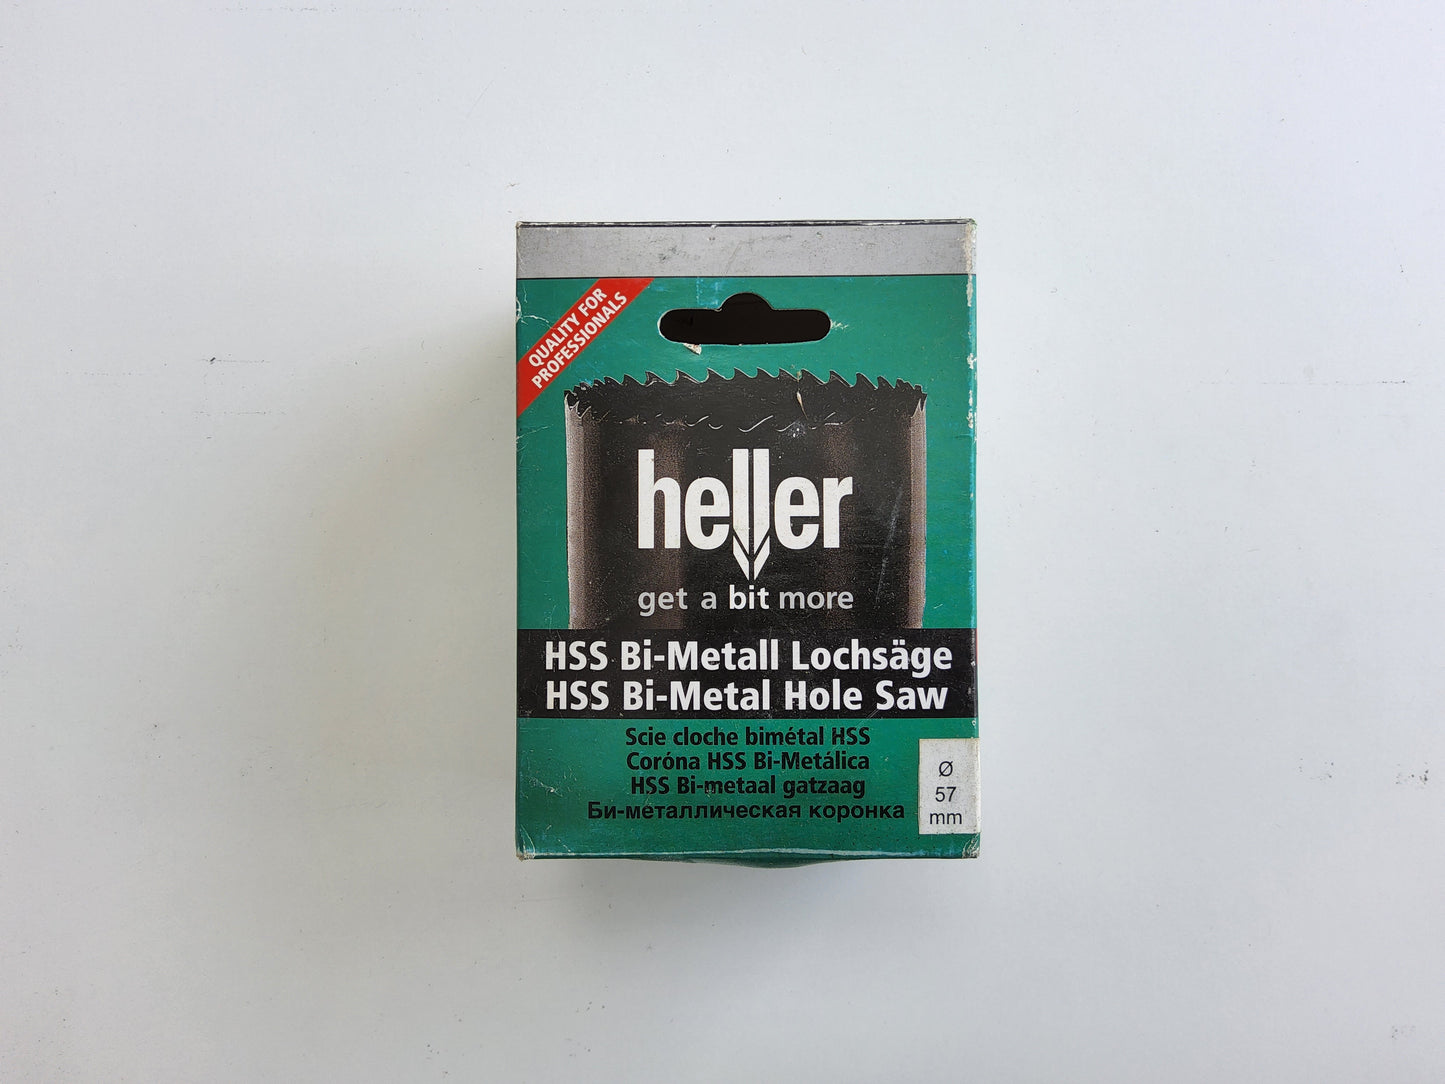 QUALITY FOR
PROFESSIONALS
heller
get a bit more
HSS Bi-Metall Lochsäge
HSS Bi-Metal Hole Saw
Scie cloche bimétal HSS
Coróna HSS Bi-Metálica
HSS Bi-metaal gatzaag
Би-металлическая коронка
Ø
57
mm